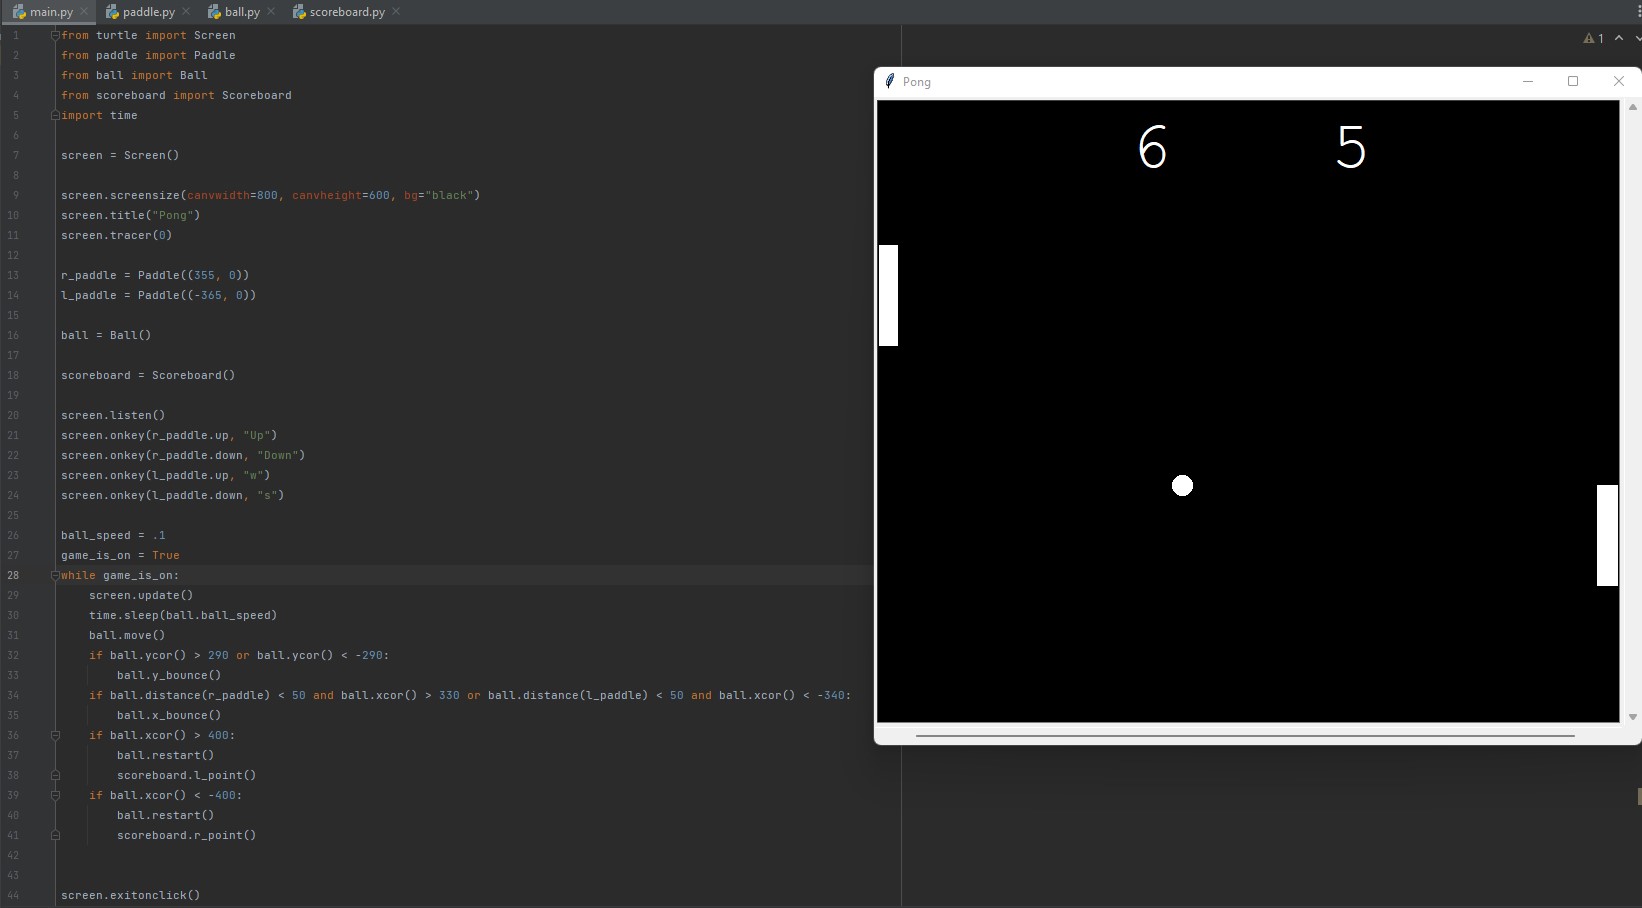 main.py paddle.py ball.py scoreboard.py
1 from turtle import Screen
2 from paddle import Paddle
3 from ball import Ball
4 from scoreboard import Scoreboard
5 import time
6
7 screen = Screen()
8
9 screen.screensize(canvwidth=800, canvheight=600, bg="black")
10 screen.title("Pong")
11 screen.tracer(0)
12
13 r_paddle = Paddle((355, 0))
14 l_paddle = Paddle((-365, 0))
15
16 ball = Ball()
17
18 scoreboard = Scoreboard()
19
20 screen.listen()
21 screen.onkey(r_paddle.up, "Up")
22 screen.onkey(r_paddle.down, "Down")
23 screen.onkey(l_paddle.up, "w")
24 screen.onkey(l_paddle.down, "s")
25
26 ball_speed = .1
27 game_is_on = True
28 while game_is_on:
29     screen.update()
30     time.sleep(ball.ball_speed)
31     ball.move()
32     if ball.ycor() > 290 or ball.ycor() < -290:
33         ball.y_bounce()
34     if ball.distance(r_paddle) < 50 and ball.xcor() > 330 or ball.distance(l_paddle) < 50 and ball.xcor() < -340:
35         ball.x_bounce()
36     if ball.xcor() > 400:
37         ball.restart()
38         scoreboard.l_point()
39     if ball.xcor() < -400:
40         ball.restart()
41         scoreboard.r_point()
42
43
44 screen.exitonclick()
1
Pong
6 5